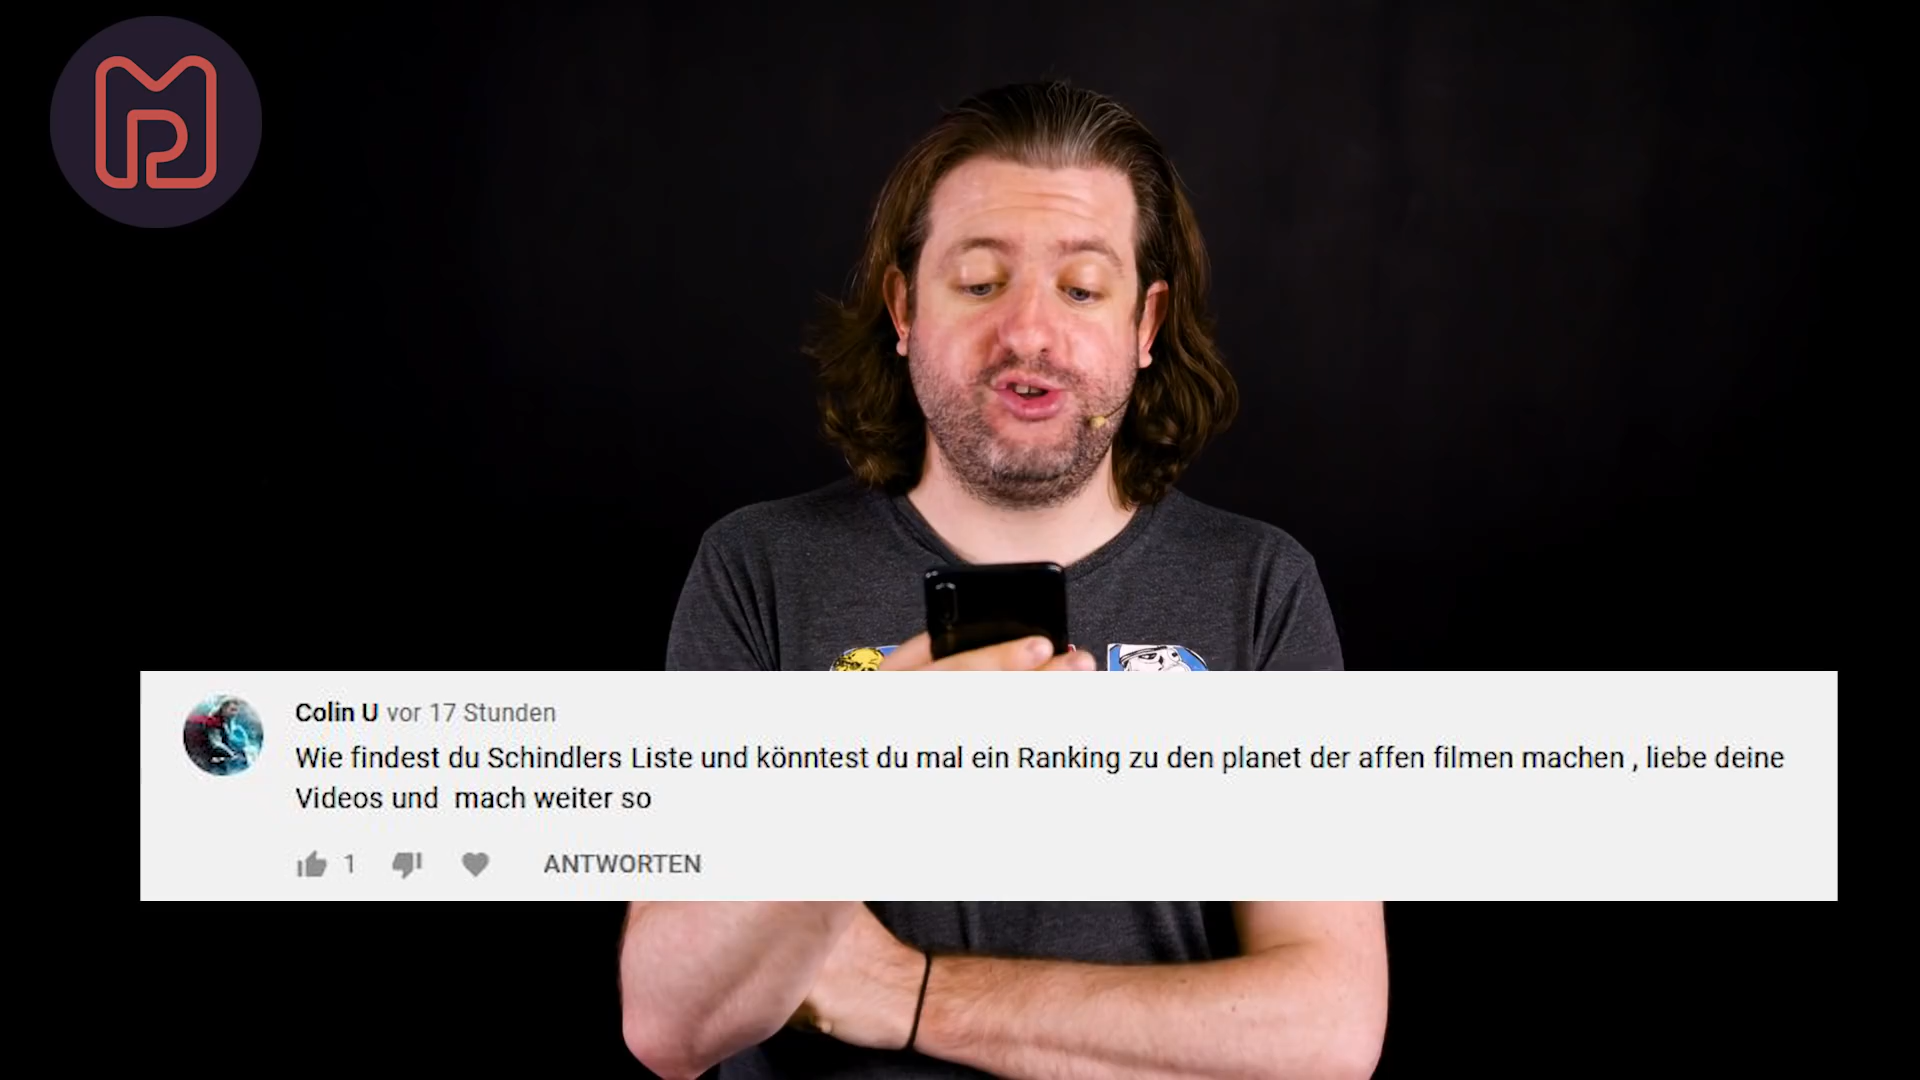 MP
Colin U vor 17 Stunden
Wie findest du Schindlers Liste und könntest du mal ein Ranking zu den planet der affen filmen machen , liebe deine
Videos und  mach weiter so
1
ANTWORTEN